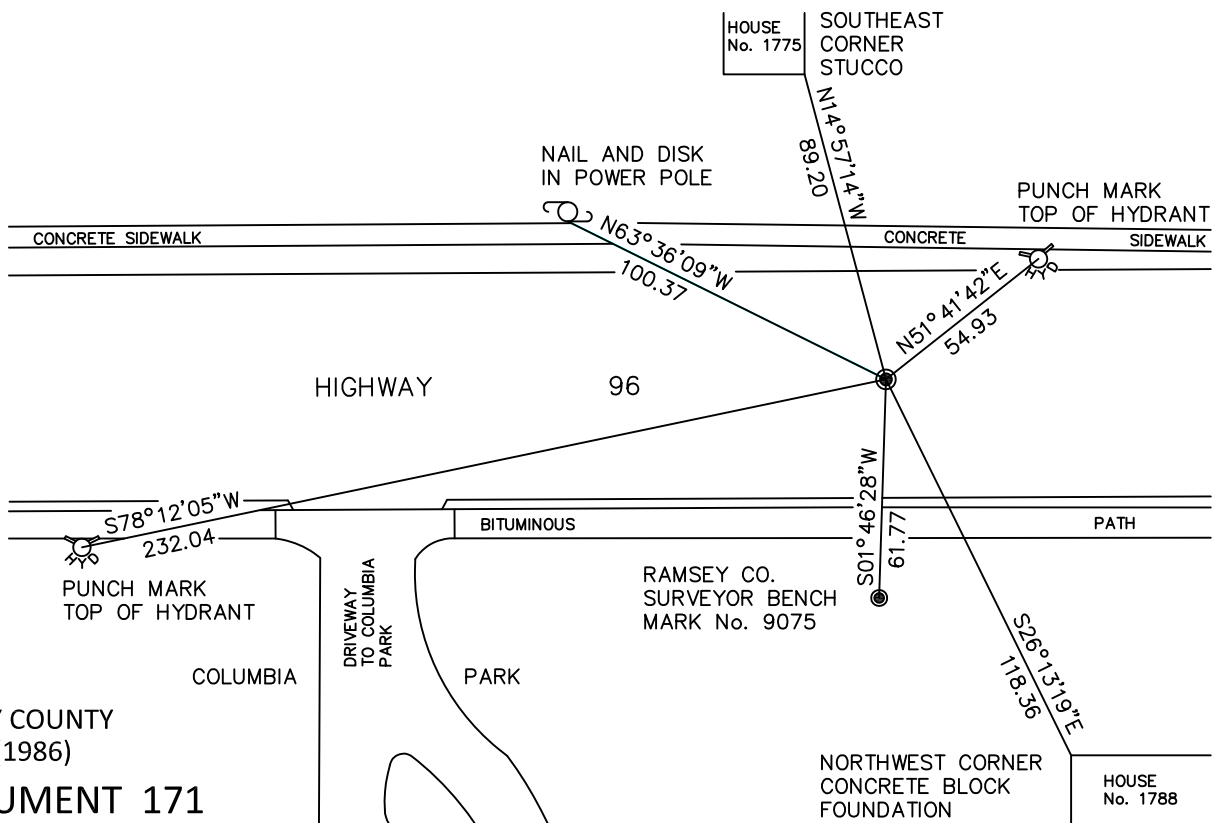 HOUSE
No. 1775
SOUTHEAST
CORNER
STUCCO
N14°57'14"W
89.20
NAIL AND DISK
IN POWER POLE
PUNCH MARK
TOP OF HYDRANT
CONCRETE SIDEWALK
N63°36'09"W
100.37
CONCRETE
SIDEWALK
HYD
N51°41'42"E
54.93
HIGHWAY 96
S78°12'05"W
232.04
HYD
PUNCH MARK
TOP OF HYDRANT
BITUMINOUS
PATH
S01°46'28"W
61.77
RAMSEY CO.
SURVEYOR BENCH
MARK No. 9075
DRIVEWAY
TO COLUMBIA
PARK
COLUMBIA
PARK
S26°13'19"E
118.36
Y COUNTY
(1986)
UMENT 171
NORTHWEST CORNER
CONCRETE BLOCK
FOUNDATION
HOUSE
No. 1788